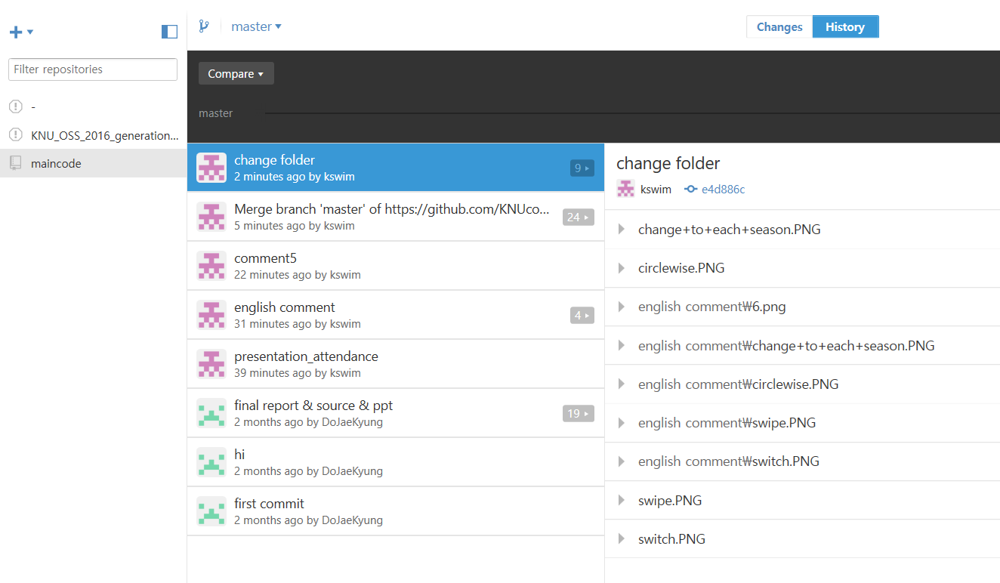 master
Changes
History
Filter repositories
-
KNU_OSS_2016_generation...
maincode
Compare
master
change folder
2 minutes ago by kswim
9
Merge branch 'master' of https://github.com/KNUco...
5 minutes ago by kswim
24
comment5
22 minutes ago by kswim
english comment
31 minutes ago by kswim
4
presentation_attendance
39 minutes ago by kswim
final report & source & ppt
2 months ago by DoJaeKyung
19
hi
2 months ago by DoJaeKyung
first commit
2 months ago by DoJaeKyung
change folder
kswim e4d886c
change+to+each+season.PNG
circlewise.PNG
english comment₩6.png
english comment₩change+to+each+season.PNG
english comment₩circlewise.PNG
english comment₩swipe.PNG
english comment₩switch.PNG
swipe.PNG
switch.PNG